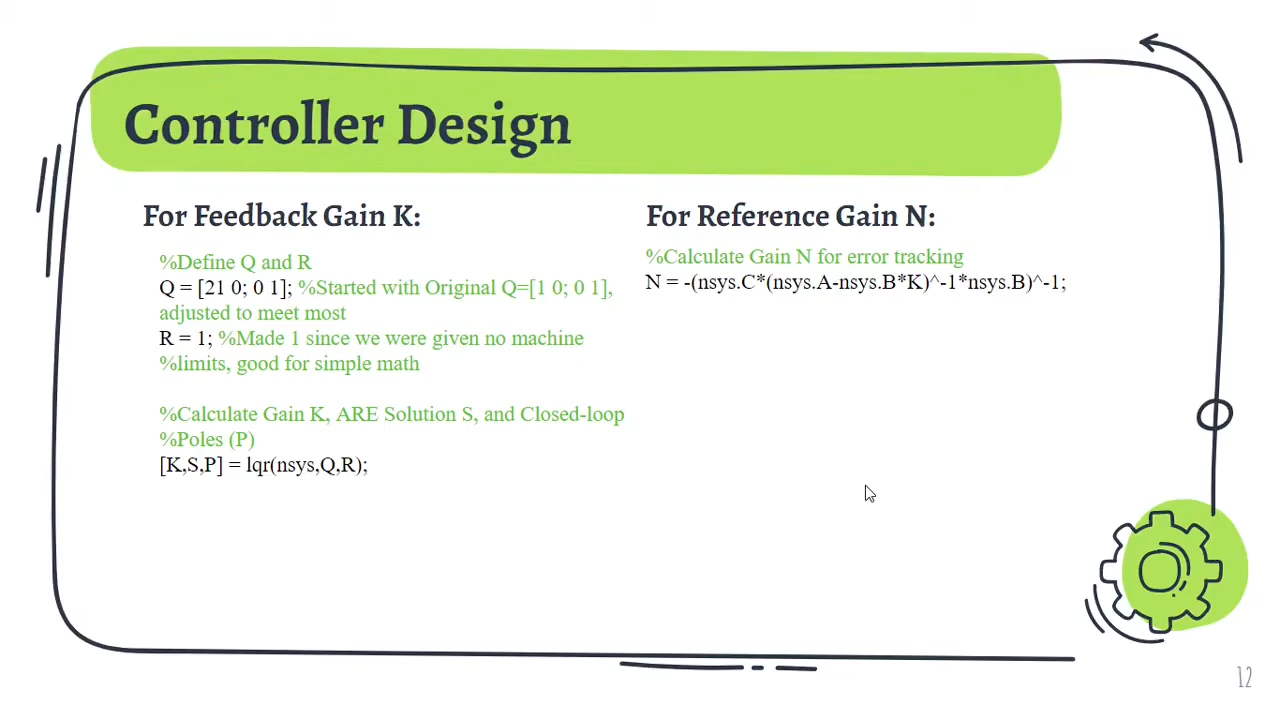 Controller Design
For Feedback Gain K:
%Define Q and R
Q = [21 0; 0 1]; %Started with Original Q=[1 0; 0 1],
adjusted to meet most
R = 1; %Made 1 since we were given no machine
%limits, good for simple math
%Calculate Gain K, ARE Solution S, and Closed-loop
%Poles (P)
[K,S,P] = lqr(nsys,Q,R);
For Reference Gain N:
%Calculate Gain N for error tracking
N = -(nsys.C*(nsys.A-nsys.B*K)^-1*nsys.B)^-1;
12